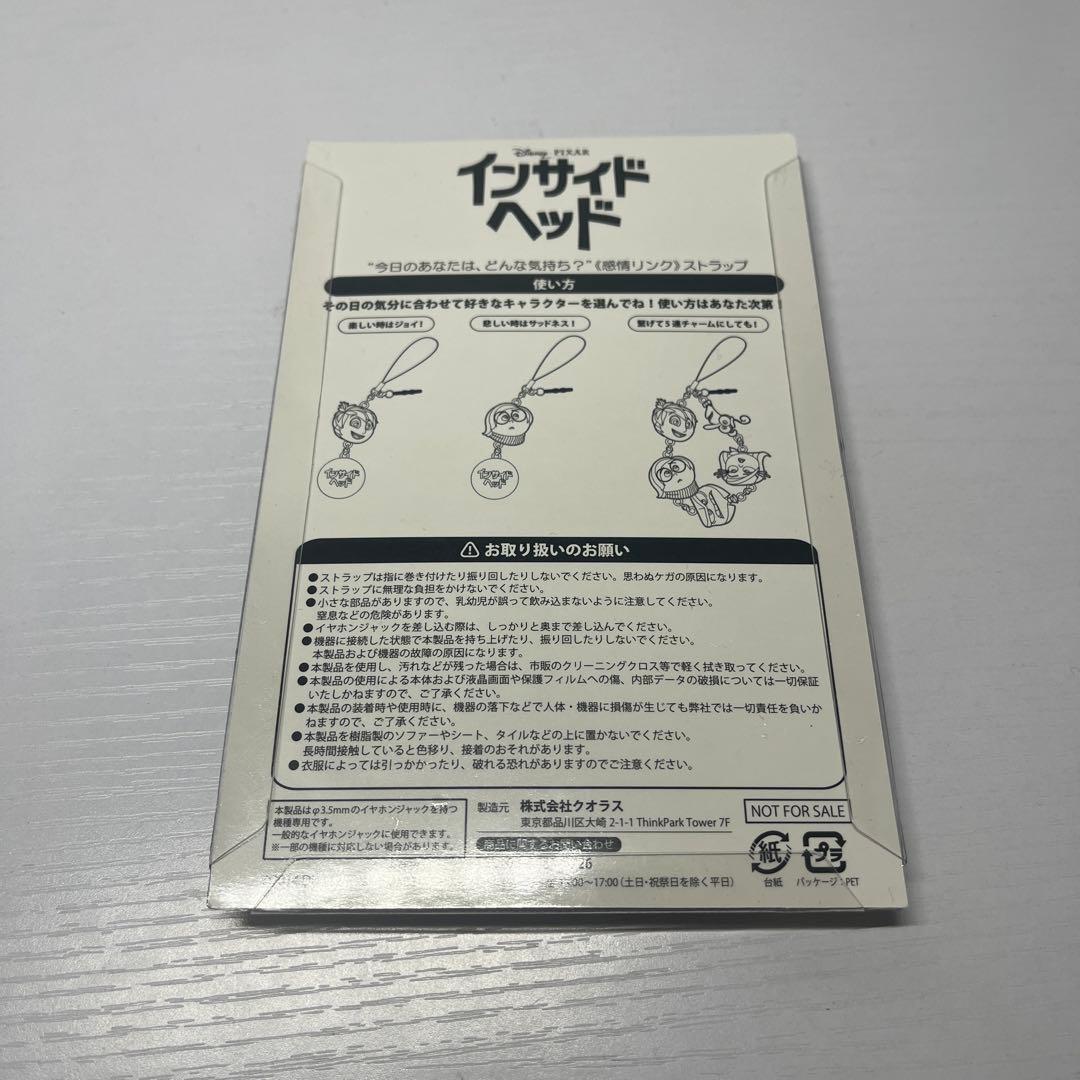 Disney PIXAR
インサイド
ヘッド
“今日のあなたは、どんな気持ち？”《感情リンク》ストラップ
使い方
その日の気分に合わせて好きなキャラクターを選んでね！使い方はあなた次第！
楽しい時はジョイ！
悲しい時はサッドネス！
繋げて5連チャームにしても！
インサイド
ヘッド
インサイド
ヘッド
お取り扱いのお願い
●ストラップは指に巻き付けたり振り回したりしないでください。思わぬケガの原因になります。
●ストラップに無理な負担をかけないでください。
●小さな部品がありますので、乳幼児が誤って飲み込まないように注意してください。
窒息などの危険があります。
●イヤホンジャックを差し込む際は、しっかりと奥まで差し込んでください。
●機器に接続した状態で本製品を持ち上げたり、振り回したりしないでください。
本製品および機器の故障の原因になります。
●本製品を使用し、汚れなどが残った場合は、市販のクリーニングクロス等で軽く拭き取ってください。
●本製品の使用による本体および液晶画面や保護フィルムへの傷、内部データの破損については一切保証
いたしかねますので、ご了承ください。
●本製品の装着時や使用時に、機器の落下などで人体・機器に損傷が生じても弊社では一切責任を負いか
ねますので、ご了承ください。
●本製品を樹脂製のソファーやシート、タイルなどの上に置かないでください。
長時間接触していると色移り、接着のおそれがあります。
●衣服によっては引っかかったり、破れる恐れがありますのでご注意ください。
本製品はφ3.5mmのイヤホンジャックを持つ
機種専用です。
一般的なイヤホンジャックに使用できます。
※一部の機種に対応しない場合があります。
製造元 株式会社クオラス
東京都品川区大崎 2-1-1 ThinkPark Tower 7F
商品に関するお問い合わせ
26
00～17:00（土日・祝祭日を除く平日）
NOT FOR SALE
紙
台紙
プラ
パッケージ：PET